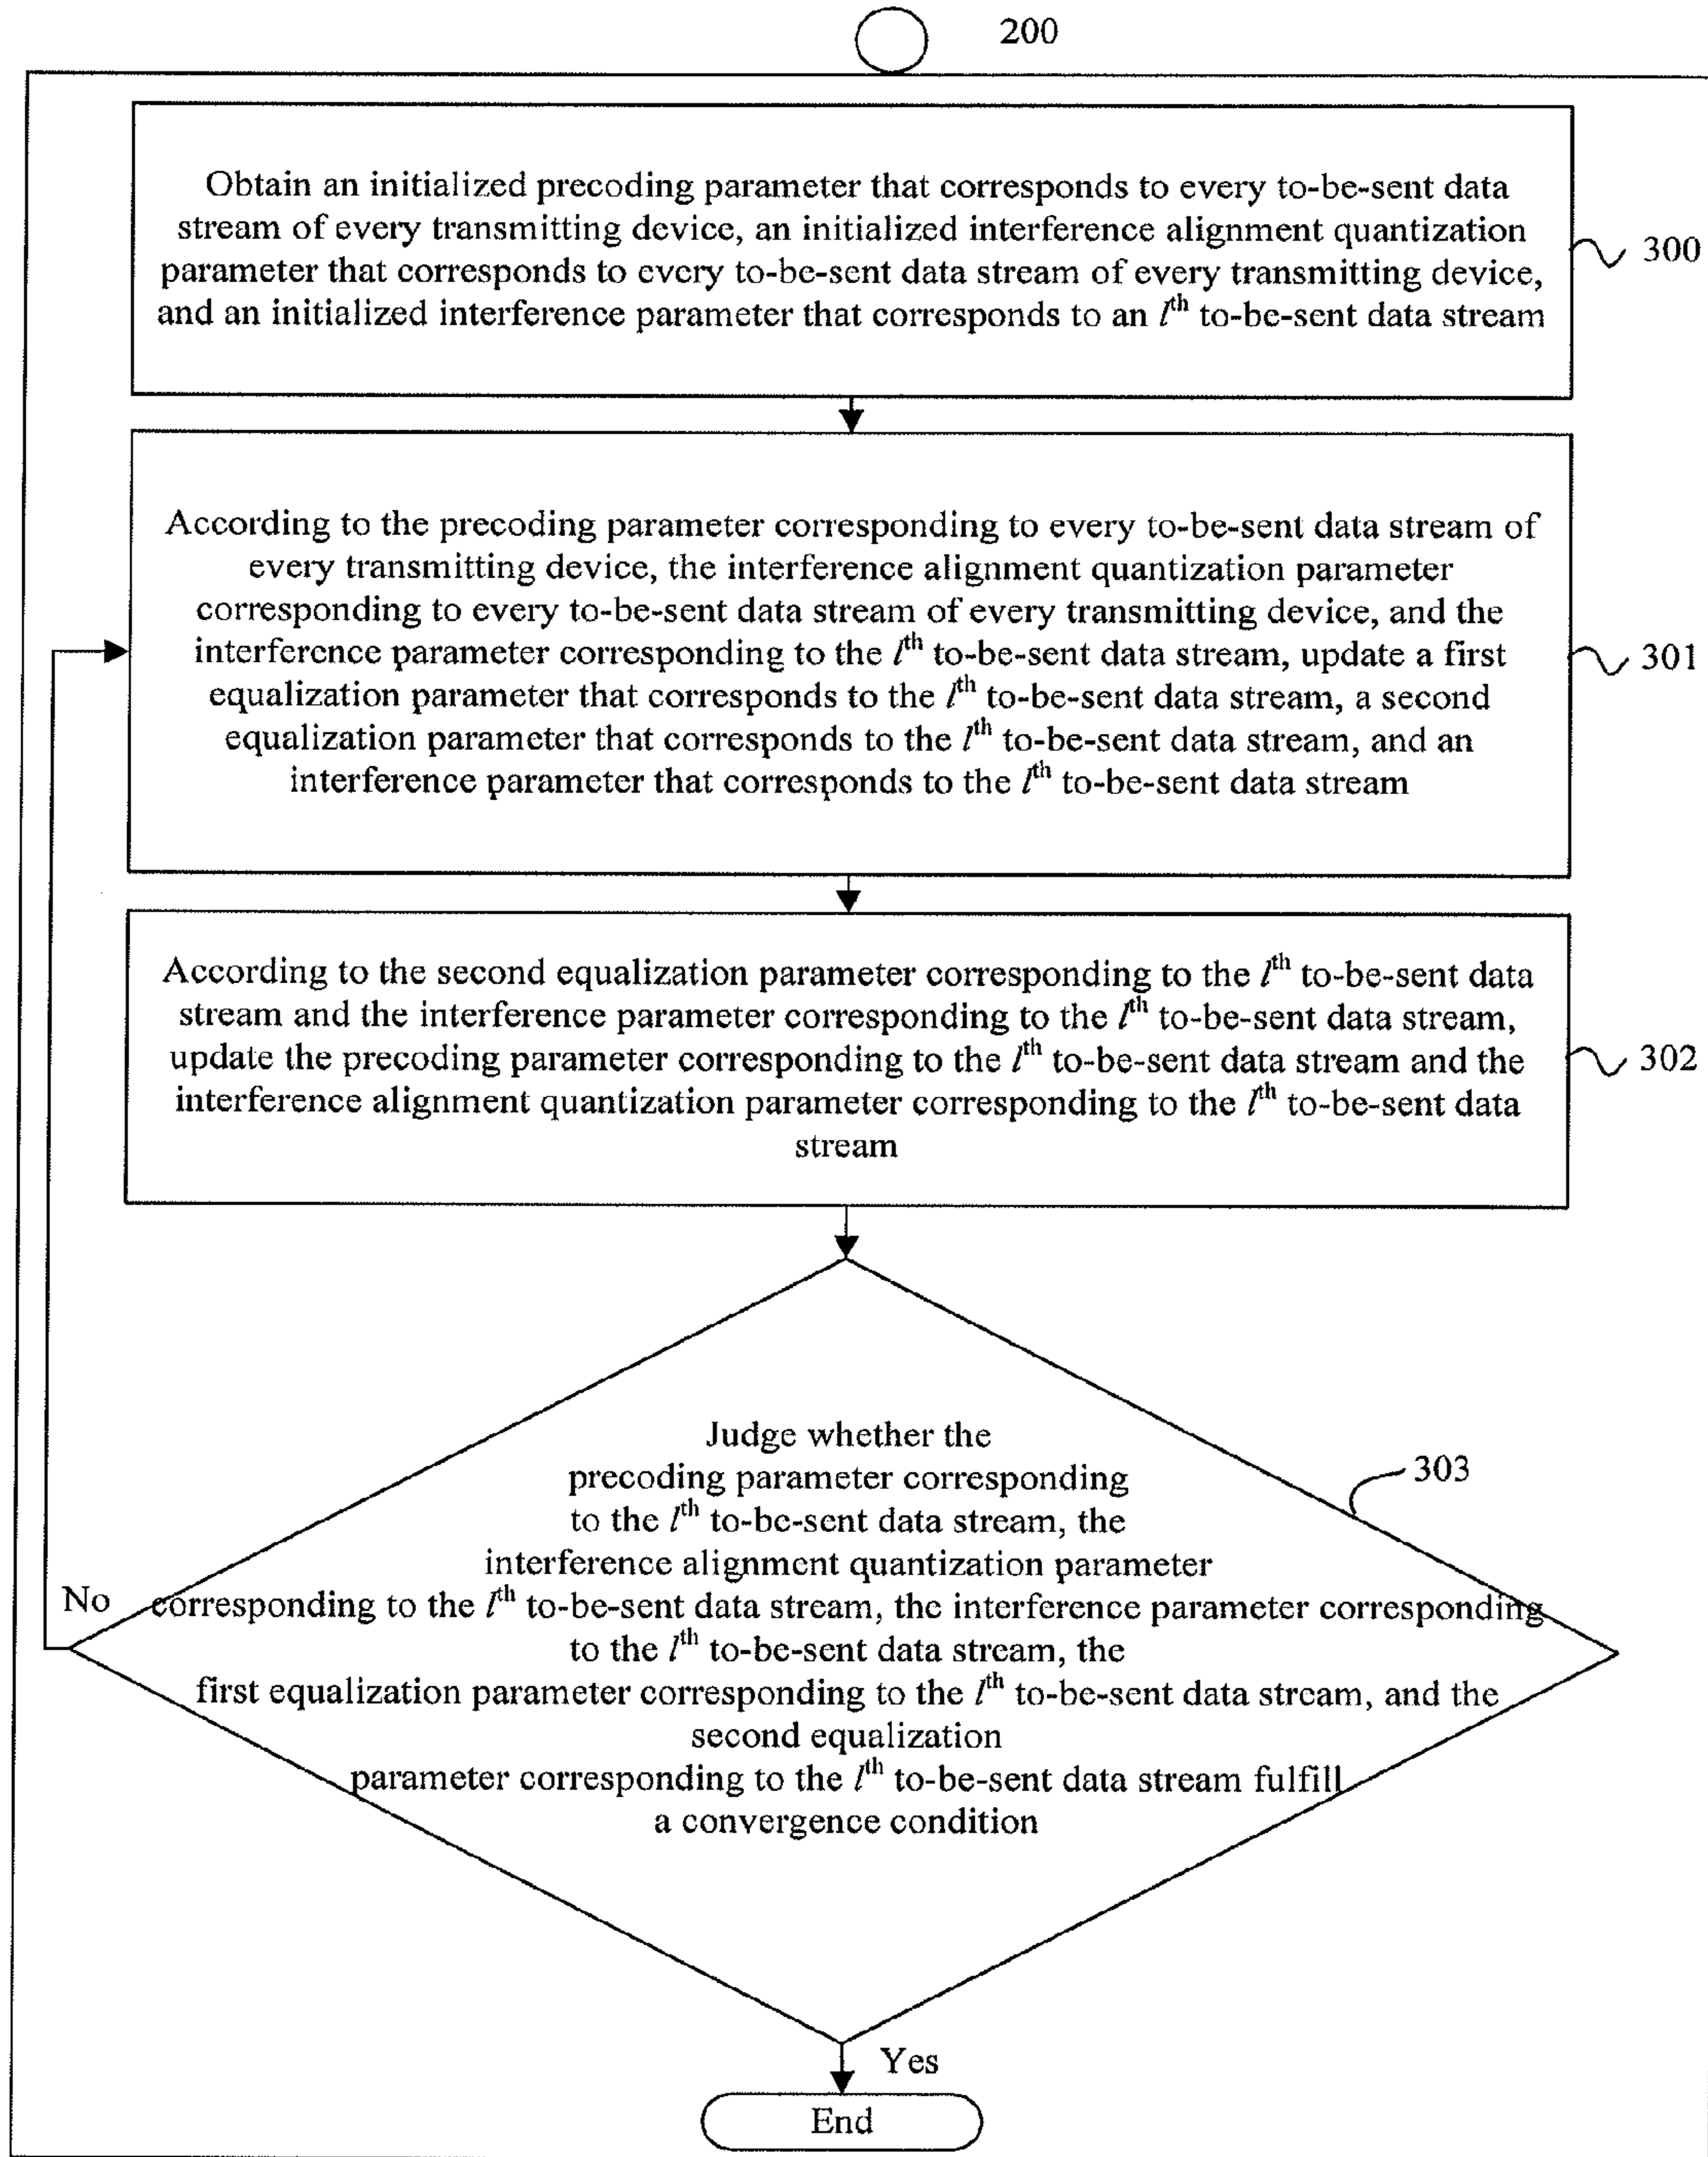 200
Obtain an initialized precoding parameter that corresponds to every to-be-sent data
stream of every transmitting device, an initialized interference alignment quantization
parameter that corresponds to every to-be-sent data stream of every transmitting device,
and an initialized interference parameter that corresponds to an lth to-be-sent data stream
300
According to the precoding parameter corresponding to every to-be-sent data stream of
every transmitting device, the interference alignment quantization parameter
corresponding to every to-be-sent data stream of every transmitting device, and the
interference parameter corresponding to the lth to-be-sent data stream, update a first
equalization parameter that corresponds to the lth to-be-sent data stream, a second
equalization parameter that corresponds to the lth to-be-sent data stream, and an
interference parameter that corresponds to the lth to-be-sent data stream
301
According to the second equalization parameter corresponding to the lth to-be-sent data
stream and the interference parameter corresponding to the lth to-be-sent data stream,
update the precoding parameter corresponding to the lth to-be-sent data stream and the
interference alignment quantization parameter corresponding to the lth to-be-sent data
stream
302
Judge whether the
precoding parameter corresponding
to the lth to-be-sent data stream, the
interference alignment quantization parameter
corresponding to the lth to-be-sent data stream, the interference parameter corresponding
to the lth to-be-sent data stream, the
first equalization parameter corresponding to the lth to-be-sent data stream, and the
second equalization
parameter corresponding to the lth to-be-sent data stream fulfill
a convergence condition
303
No
Yes
End